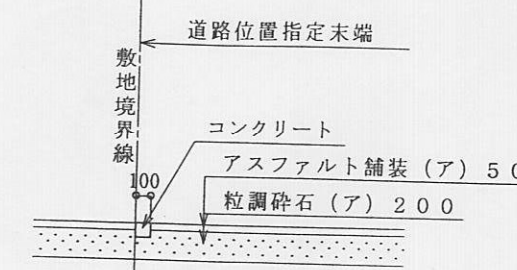 道路位置指定末端
敷地境界線
コンクリート
アスファルト舗装（ア）50
100
粒調砕石（ア）200